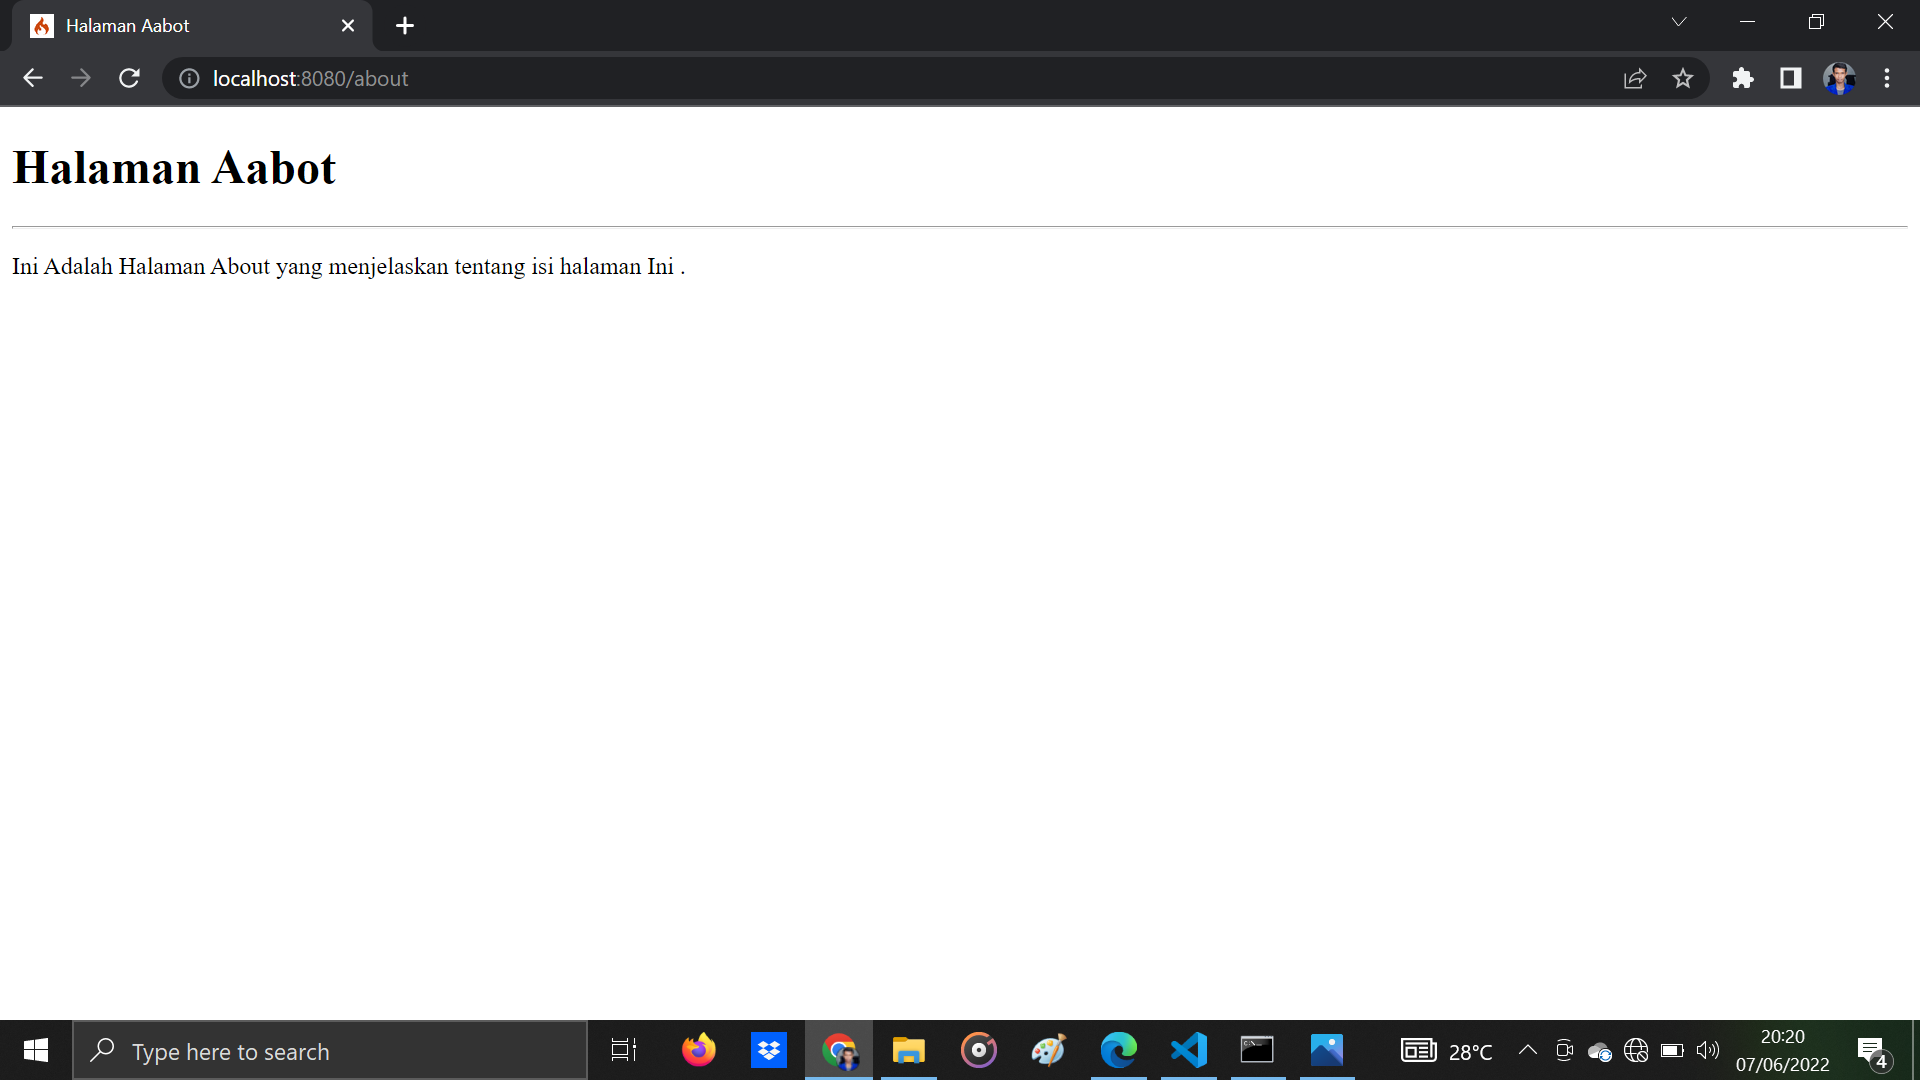 Halaman Aabot
localhost:8080/about
Halaman Aabot
Ini Adalah Halaman About yang menjelaskan tentang isi halaman Ini .
Type here to search
28°C
20:20
07/06/2022
4